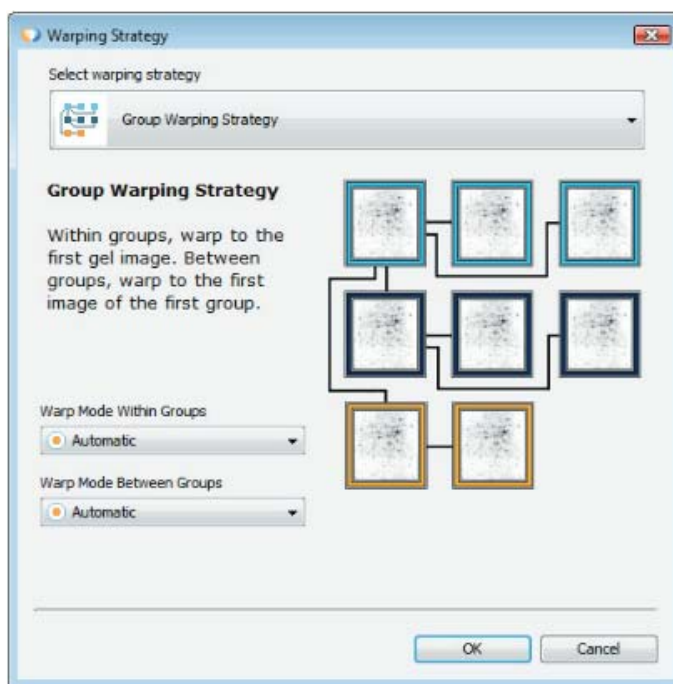 Warping Strategy
Select warping strategy
Group Warping Strategy
Group Warping Strategy
Within groups, warp to the
first gel image. Between
groups, warp to the first
image of the first group.
Warp Mode Within Groups
Automatic
Warp Mode Between Groups
Automatic
OK
Cancel